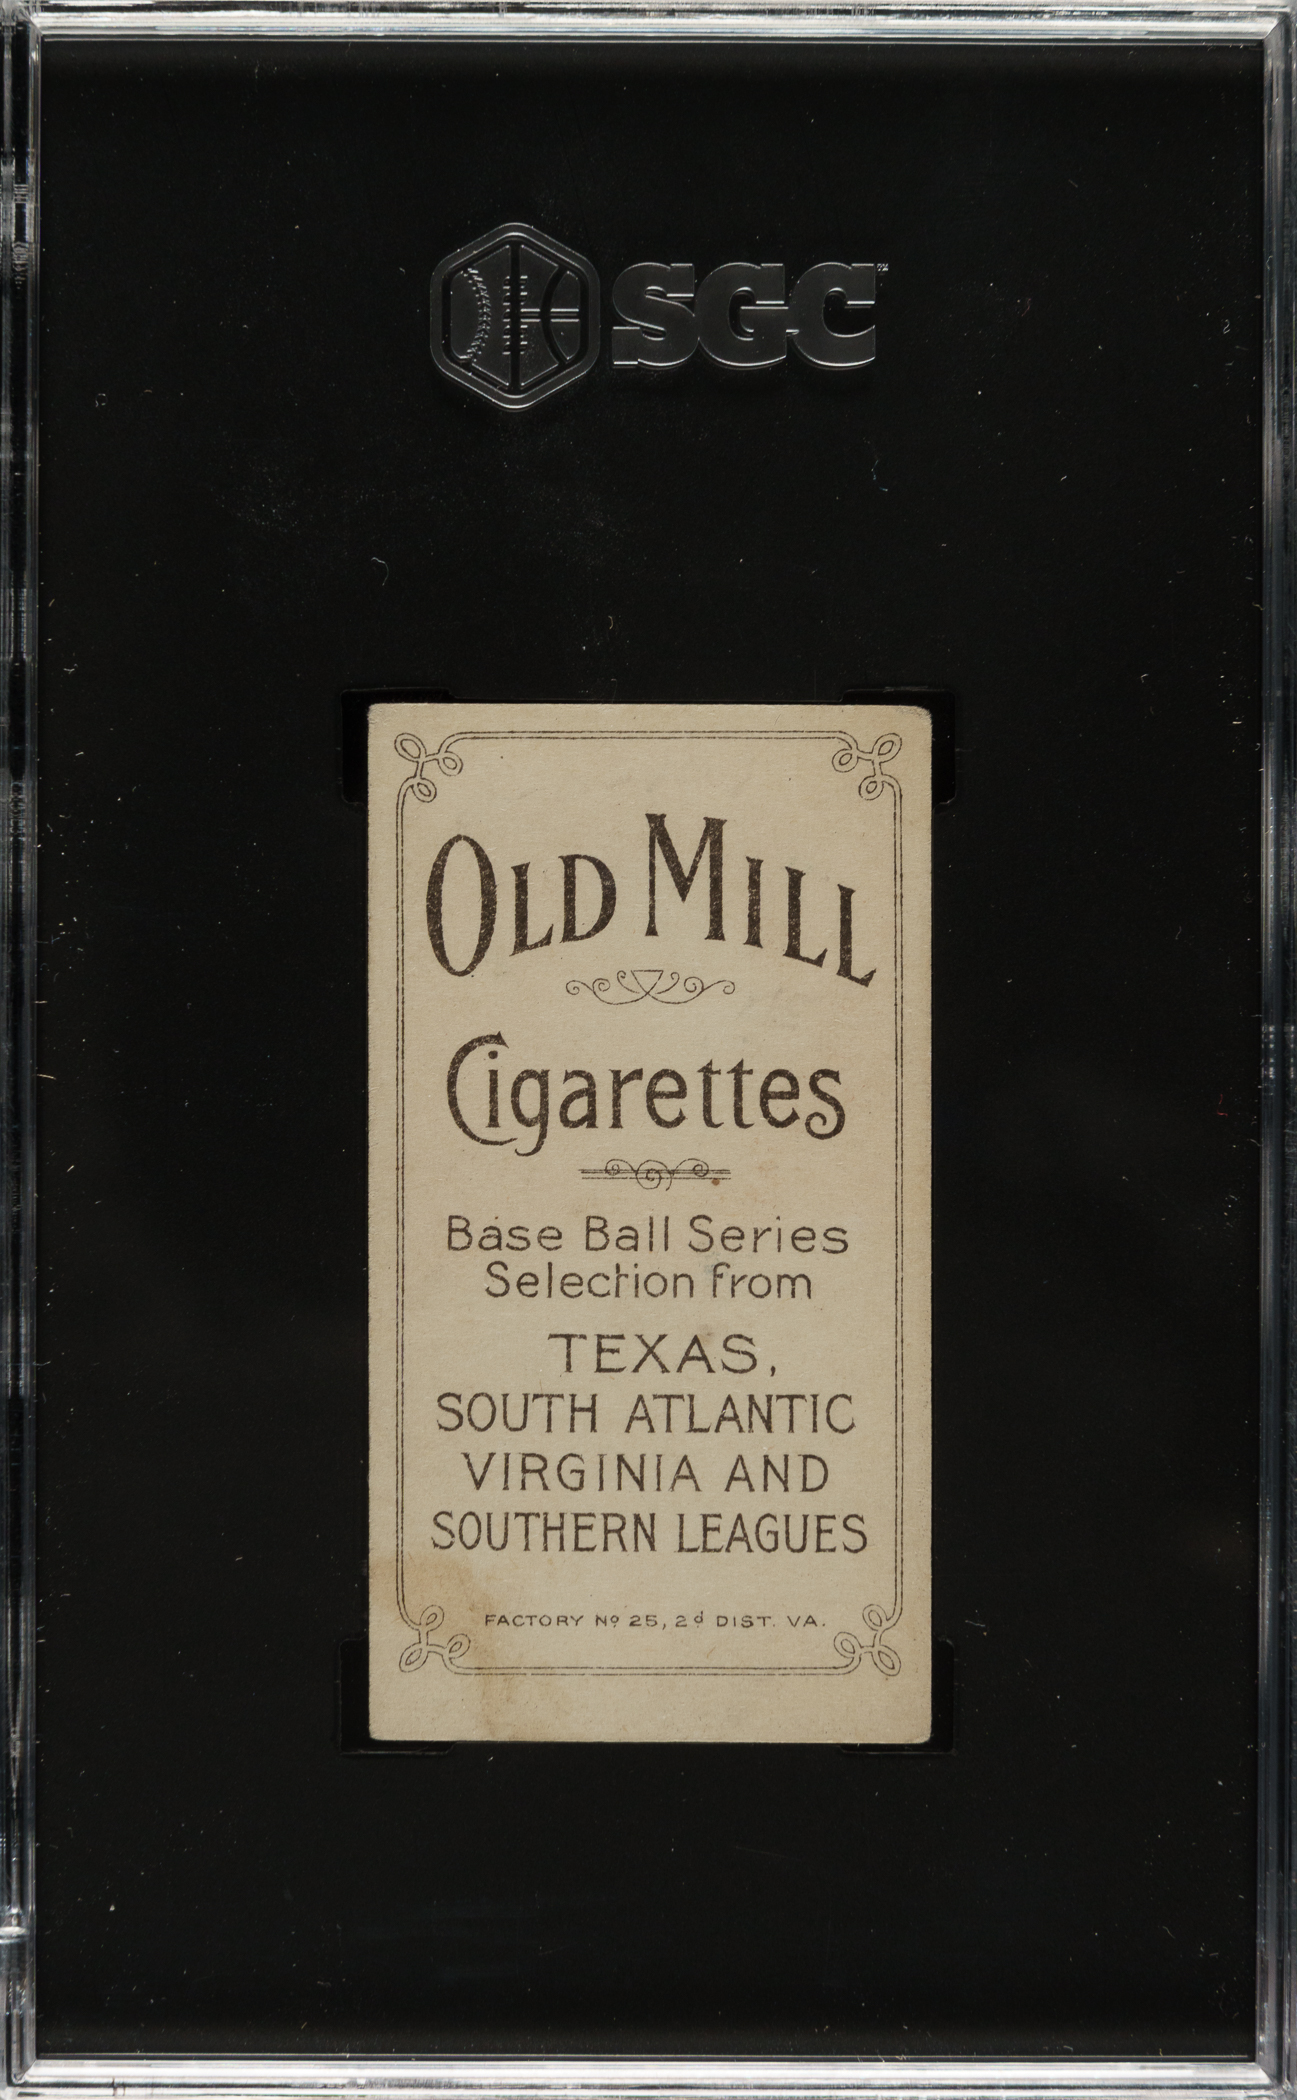 SGC™
OLD MILL
Cigarettes
Base Ball Series
Selection from
TEXAS,
SOUTH ATLANTIC
VIRGINIA AND
SOUTHERN LEAGUES
FACTORY Nº 25, 2d DIST. VA.